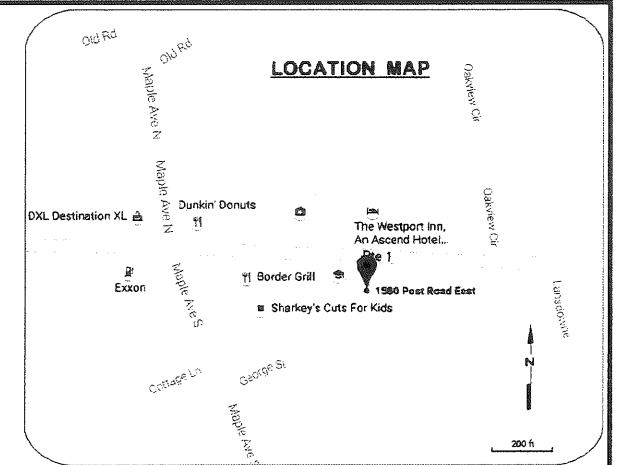 Old Rd
Old Rd
LOCATION MAP
Maple Ave N
Oakview Cir
Maple Ave N
Dunkin' Donuts
DXL Destination XL
Oakview Cir
The Westport Inn,
An Ascend Hotel...
Rte 1
Exxon
Maple Ave S
Border Grill
1580 Post Road East
Sharkey's Cuts For Kids
Lansdowne
N
Cottage Ln
George St
Maple Ave S
200 ft